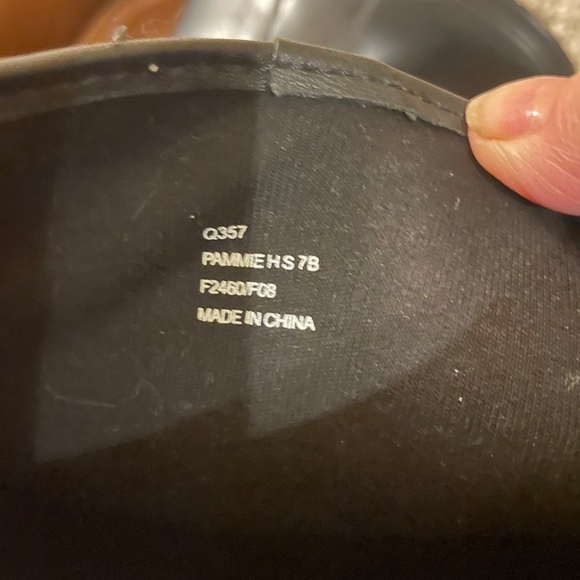 Q357
PAMMIE H S 7B
F2460/F08
MADE IN CHINA